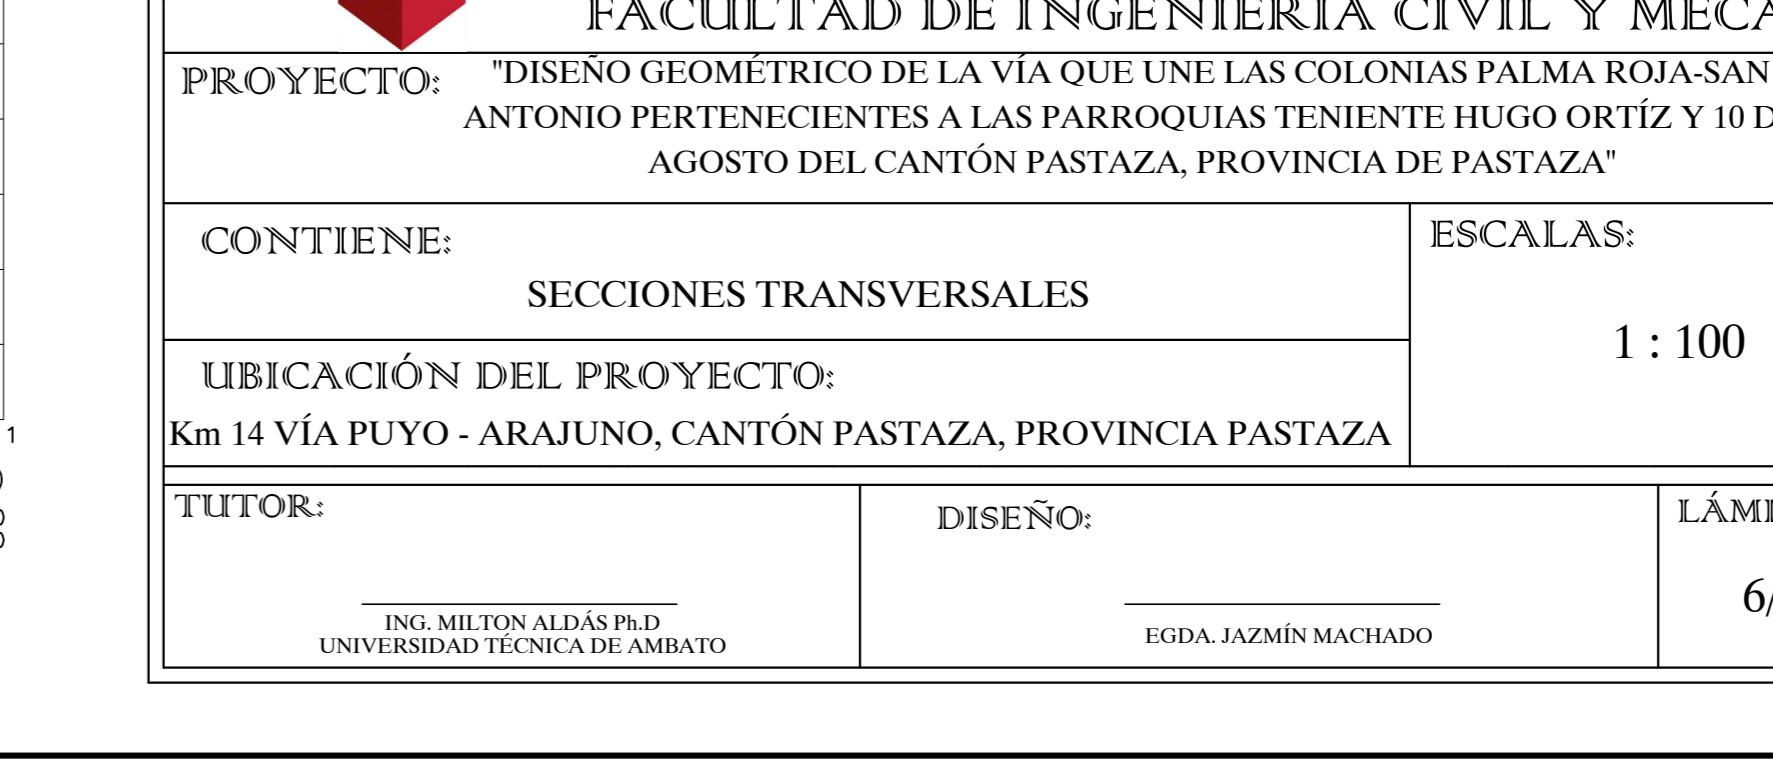 FACULTAD DE INGENIERÍA CIVIL Y
PROYECTO:
"DISEÑO GEOMÉTRICO DE LA VÍA QUE UNE LAS COLONIAS PALMA ROJA-SAN
ANTONIO PERTENECIENTES A LAS PARROQUIAS TENIENTE HUGO ORTÍZ Y 10
AGOSTO DEL CANTÓN PASTAZA, PROVINCIA DE PASTAZA"
CONTIENE:
SECCIONES TRANSVERSALES
ESCALAS:
1 : 100
UBICACIÓN DEL PROYECTO:
Km 14 VÍA PUYO - ARAJUNO, CANTÓN PASTAZA, PROVINCIA PASTAZA
1
TUTOR:
ING. MILTON ALDÁS Ph.D
UNIVERSIDAD TÉCNICA DE AMBATO
DISEÑO:
EGDA. JAZMÍN MACHADO
6/